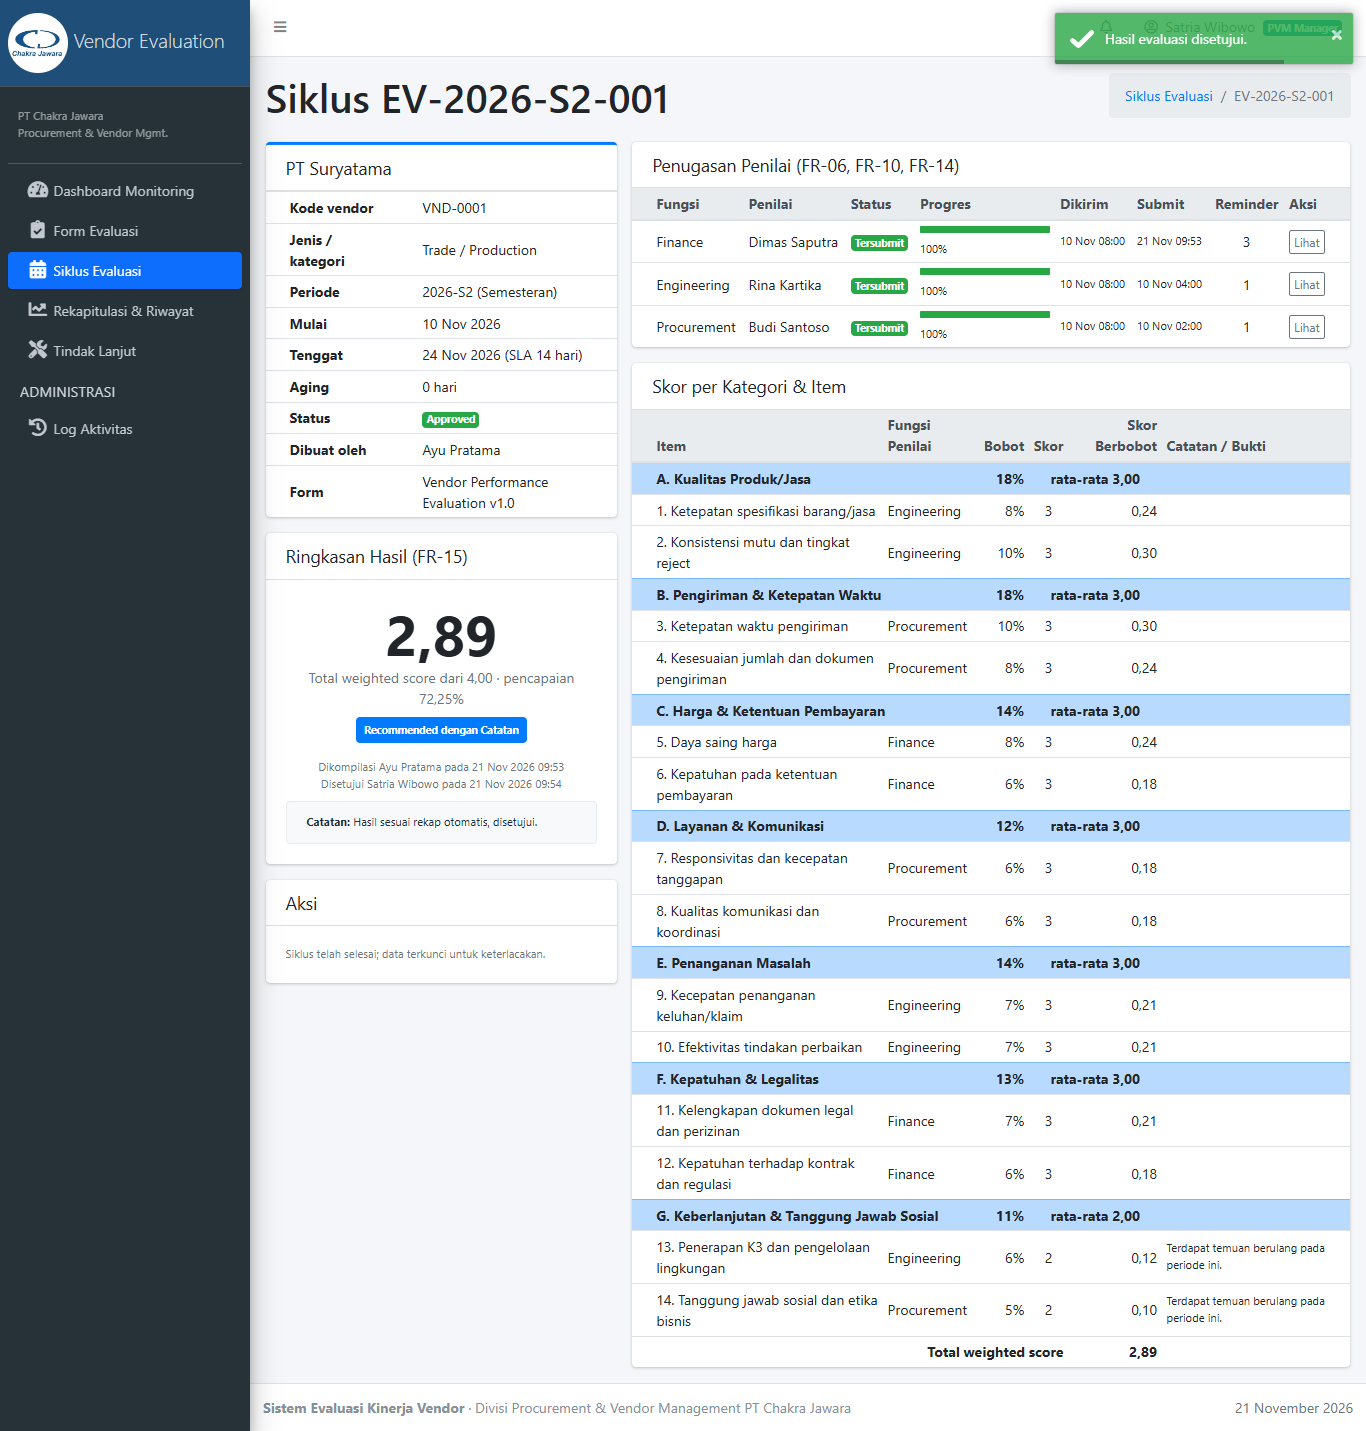 Chakra Jawara
Vendor Evaluation
PT Chakra Jawara
Procurement & Vendor Mgmt.
Dashboard Monitoring
Form Evaluasi
Siklus Evaluasi
Rekapitulasi & Riwayat
Tindak Lanjut
ADMINISTRASI
Log Aktivitas
Satria Wibowo PVM Manager
Hasil evaluasi disetujui. ×
Siklus EV-2026-S2-001
Siklus Evaluasi / EV-2026-S2-001
PT Suryatama
Kode vendor VND-0001
Jenis / kategori Trade / Production
Periode 2026-S2 (Semesteran)
Mulai 10 Nov 2026
Tenggat 24 Nov 2026 (SLA 14 hari)
Aging 0 hari
Status Approved
Dibuat oleh Ayu Pratama
Form Vendor Performance Evaluation v1.0
Ringkasan Hasil (FR-15)
2,89
Total weighted score dari 4,00 · pencapaian
72,25%
Recommended dengan Catatan
Dikompilasi Ayu Pratama pada 21 Nov 2026 09:53
Disetujui Satria Wibowo pada 21 Nov 2026 09:54
Catatan: Hasil sesuai rekap otomatis, disetujui.
Aksi
Siklus telah selesai; data terkunci untuk keterlacakan.
Penugasan Penilai (FR-06, FR-10, FR-14)
Fungsi Penilai Status Progres Dikirim Submit Reminder Aksi
Finance Dimas Saputra Tersubmit 100% 10 Nov 08:00 21 Nov 09:53 3 Lihat
Engineering Rina Kartika Tersubmit 100% 10 Nov 08:00 10 Nov 04:00 1 Lihat
Procurement Budi Santoso Tersubmit 100% 10 Nov 08:00 10 Nov 02:00 1 Lihat
Skor per Kategori & Item
Item Fungsi Penilai Bobot Skor Skor Berbobot Catatan / Bukti
A. Kualitas Produk/Jasa 18% rata-rata 3,00
1. Ketepatan spesifikasi barang/jasa Engineering 8% 3 0,24
2. Konsistensi mutu dan tingkat reject Engineering 10% 3 0,30
B. Pengiriman & Ketepatan Waktu 18% rata-rata 3,00
3. Ketepatan waktu pengiriman Procurement 10% 3 0,30
4. Kesesuaian jumlah dan dokumen pengiriman Procurement 8% 3 0,24
C. Harga & Ketentuan Pembayaran 14% rata-rata 3,00
5. Daya saing harga Finance 8% 3 0,24
6. Kepatuhan pada ketentuan pembayaran Finance 6% 3 0,18
D. Layanan & Komunikasi 12% rata-rata 3,00
7. Responsivitas dan kecepatan tanggapan Procurement 6% 3 0,18
8. Kualitas komunikasi dan koordinasi Procurement 6% 3 0,18
E. Penanganan Masalah 14% rata-rata 3,00
9. Kecepatan penanganan keluhan/klaim Engineering 7% 3 0,21
10. Efektivitas tindakan perbaikan Engineering 7% 3 0,21
F. Kepatuhan & Legalitas 13% rata-rata 3,00
11. Kelengkapan dokumen legal dan perizinan Finance 7% 3 0,21
12. Kepatuhan terhadap kontrak dan regulasi Finance 6% 3 0,18
G. Keberlanjutan & Tanggung Jawab Sosial 11% rata-rata 2,00
13. Penerapan K3 dan pengelolaan lingkungan Engineering 6% 2 0,12 Terdapat temuan berulang pada periode ini.
14. Tanggung jawab sosial dan etika bisnis Procurement 5% 2 0,10 Terdapat temuan berulang pada periode ini.
Total weighted score 2,89
Sistem Evaluasi Kinerja Vendor · Divisi Procurement & Vendor Management PT Chakra Jawara
21 November 2026